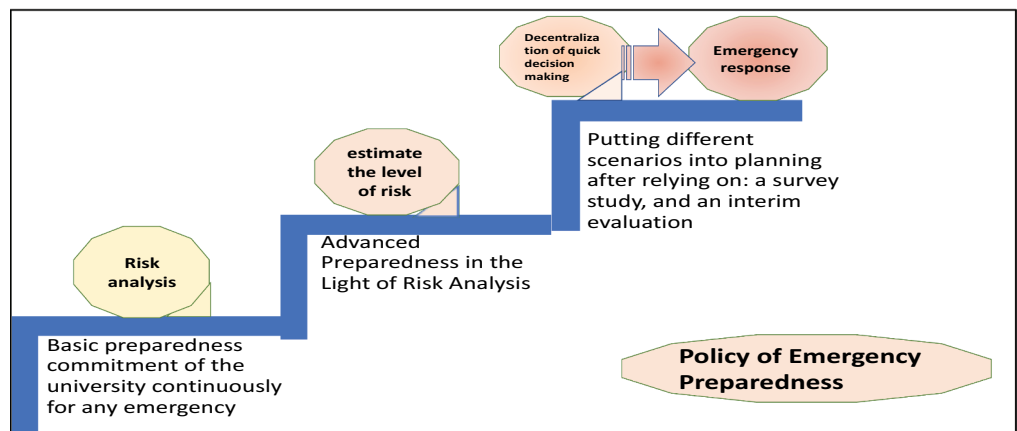 Risk
analysis
Basic preparedness
commitment of the
university continuously
for any emergency
estimate
the level
of risk
Advanced
Preparedness in the
Light of Risk Analysis
Decentraliza
tion of quick
decision
making
Emergency
response
Putting different
scenarios into planning
after relying on: a survey
study, and an interim
evaluation
Policy of Emergency
Preparedness